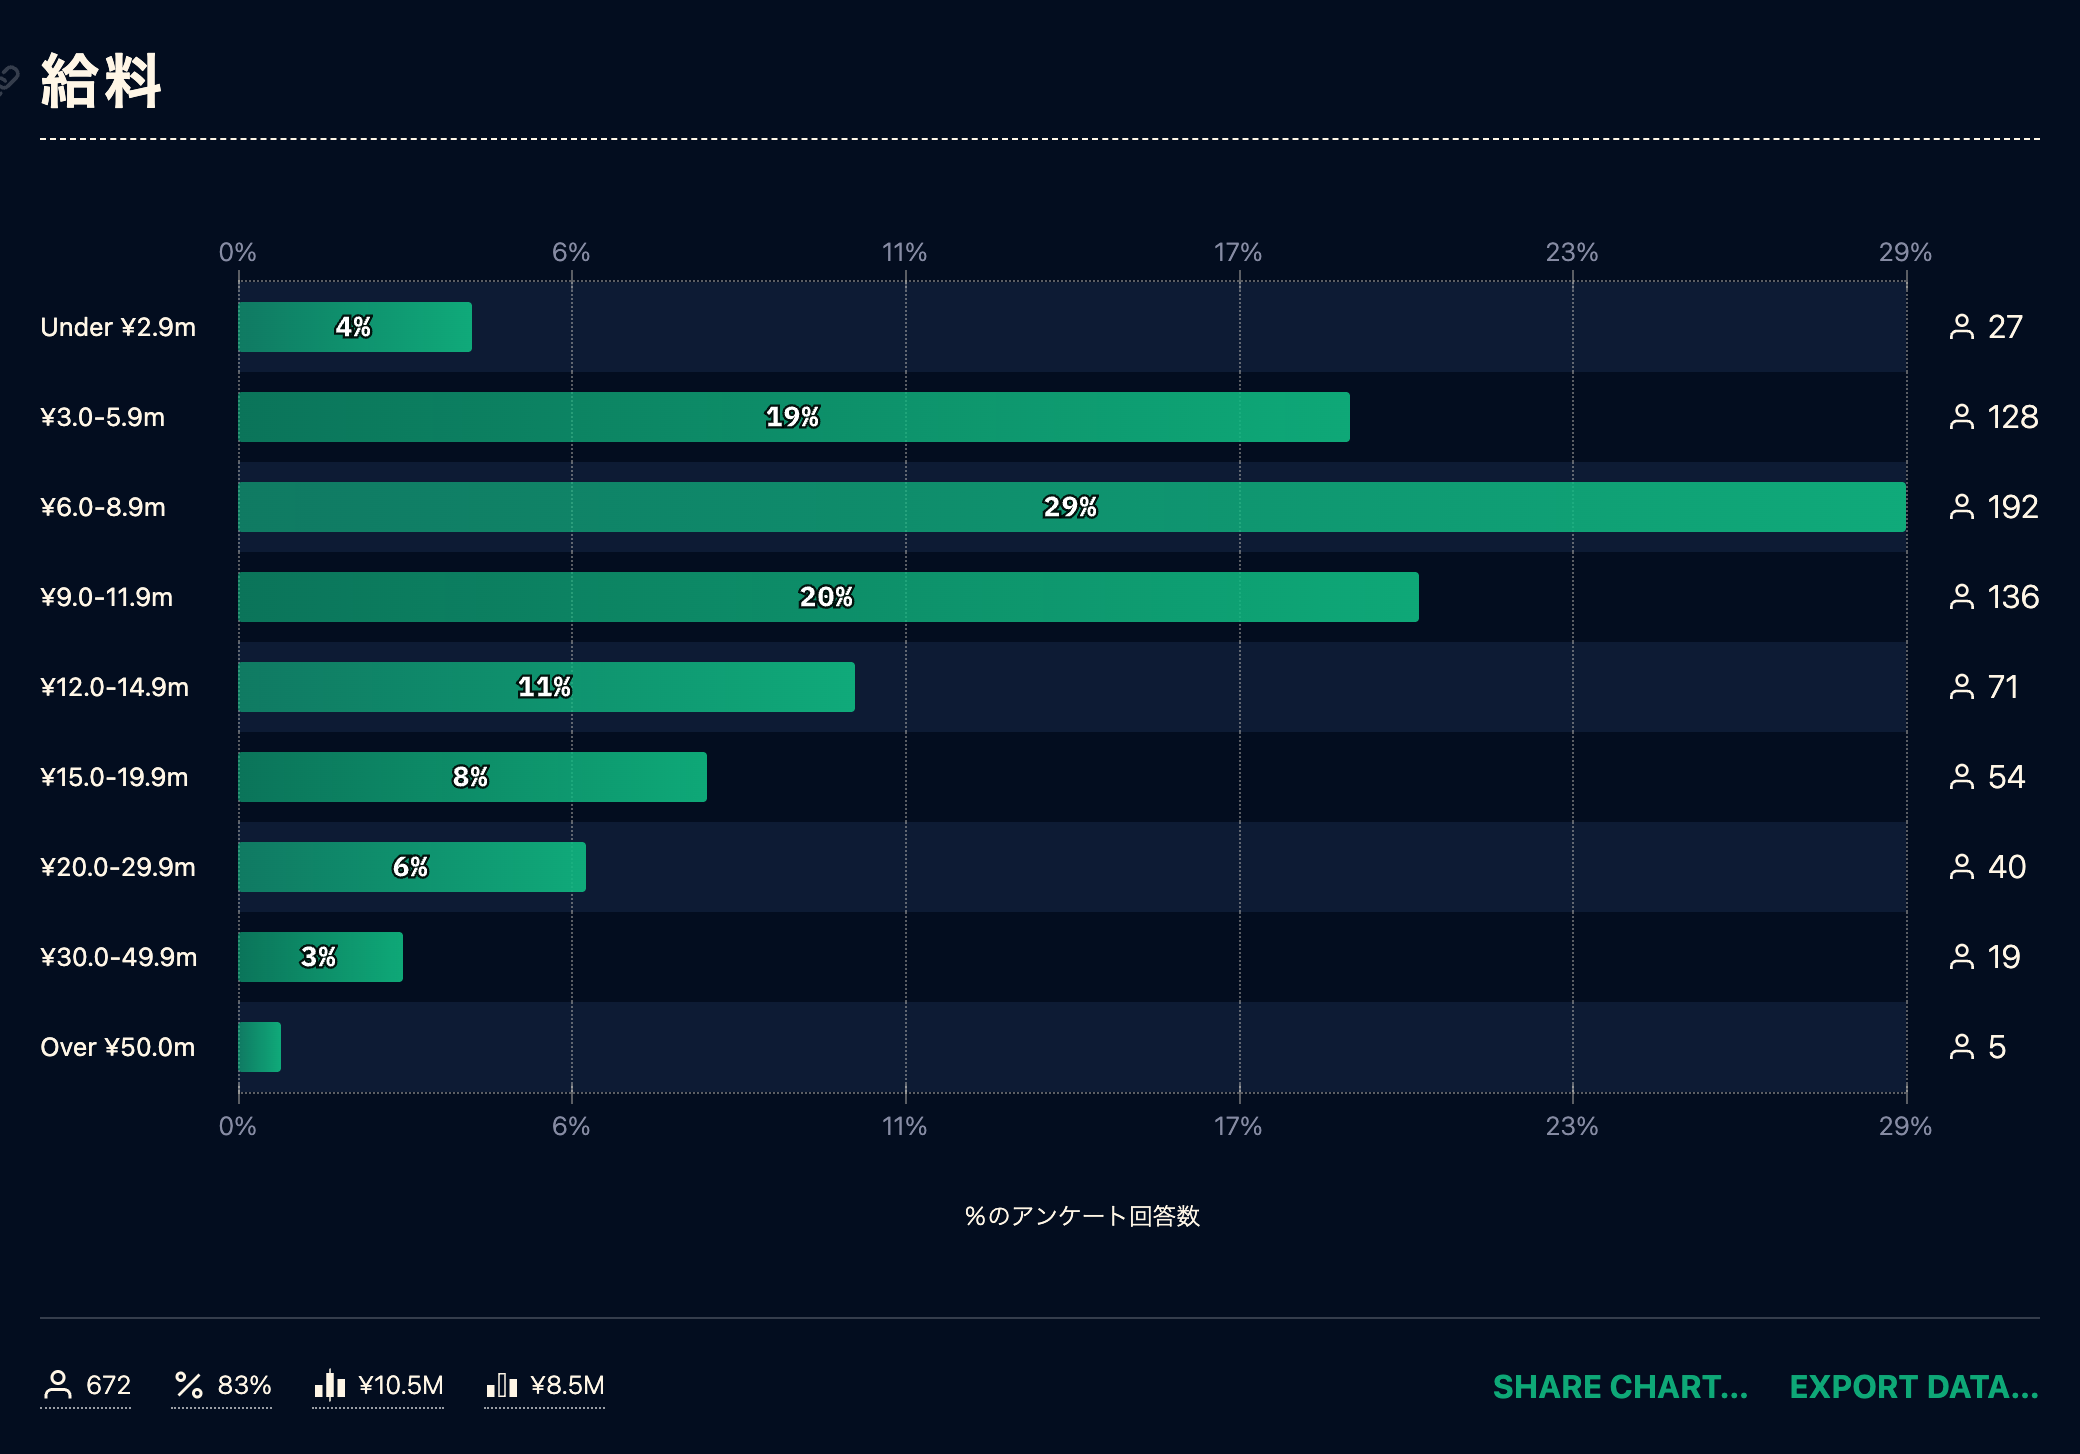 給料
0% 6% 11% 17% 23% 29%
Under ¥2.9m 4% 27
¥3.0-5.9m 19% 128
¥6.0-8.9m 29% 192
¥9.0-11.9m 20% 136
¥12.0-14.9m 11% 71
¥15.0-19.9m 8% 54
¥20.0-29.9m 6% 40
¥30.0-49.9m 3% 19
Over ¥50.0m 5
0% 6% 11% 17% 23% 29%
%のアンケート回答数
672 83% ¥10.5M ¥8.5M SHARE CHART... EXPORT DATA...